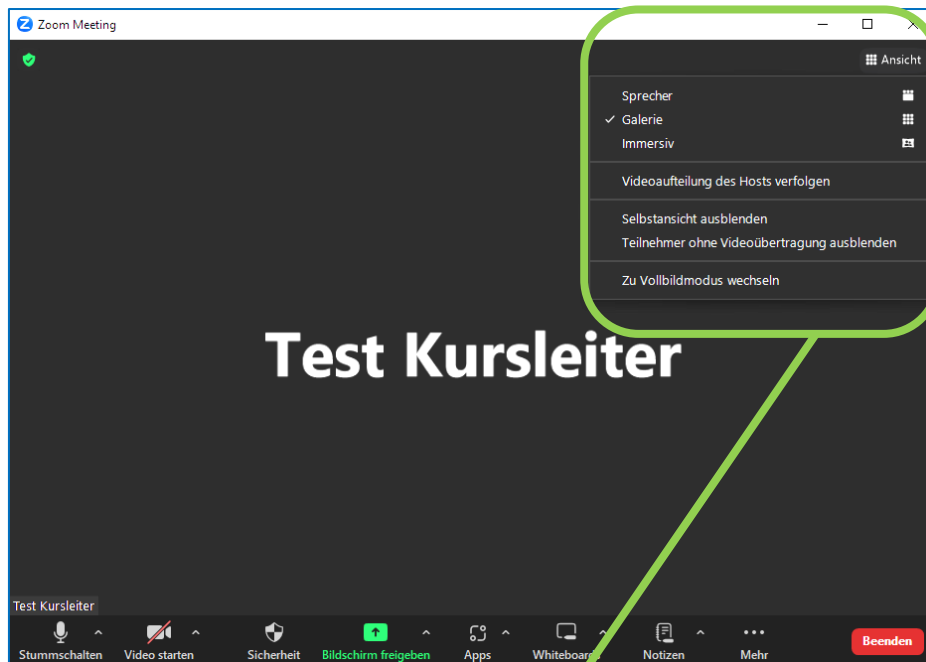 Zoom Meeting
Ansicht
Sprecher
Galerie
Immersiv
Videoaufteilung des Hosts verfolgen
Selbstansicht ausblenden
Teilnehmer ohne Videoübertragung ausblenden
Zu Vollbildmodus wechseln
Test Kursleiter
Test Kursleiter
Stummschalten Video starten Sicherheit Bildschirm freigeben Apps Whiteboards Notizen Mehr Beenden